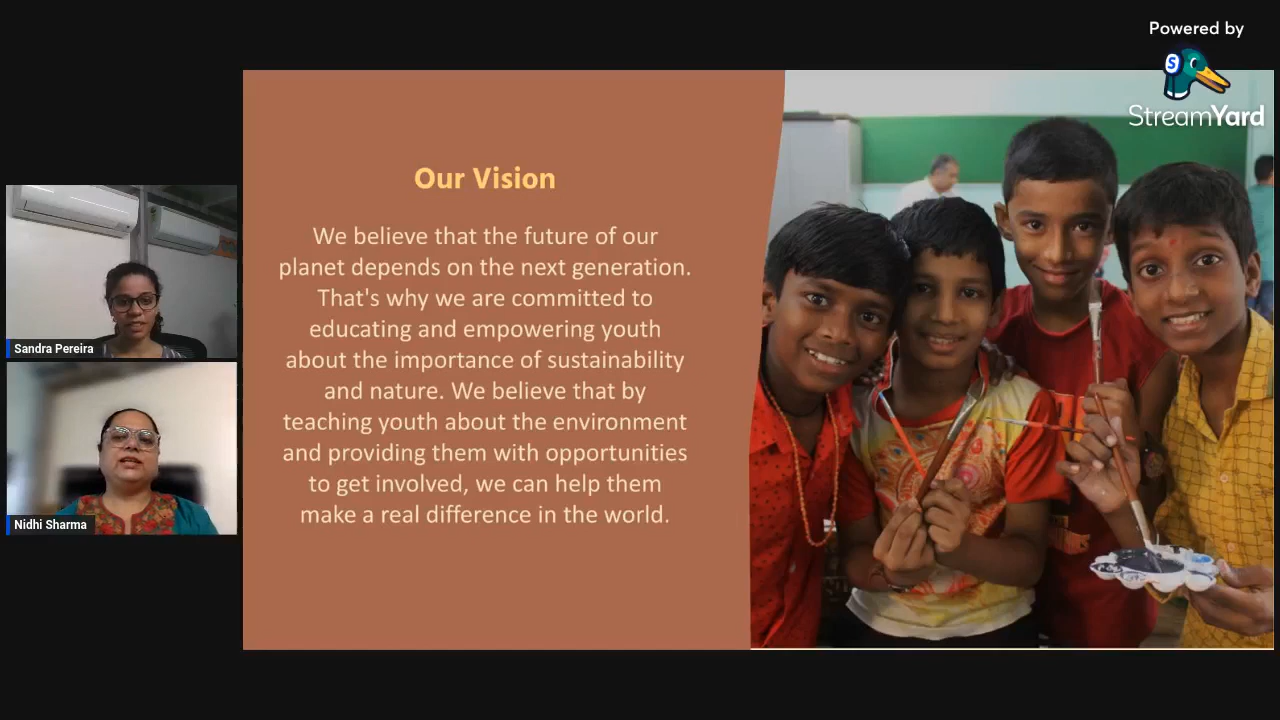 Powered by
S
StreamYard
Our Vision
We believe that the future of our
planet depends on the next generation.
That's why we are committed to
educating and empowering youth
about the importance of sustainability
and nature. We believe that by
teaching youth about the environment
and providing them with opportunities
to get involved, we can help them
make a real difference in the world.
Sandra Pereira
Nidhi Sharma